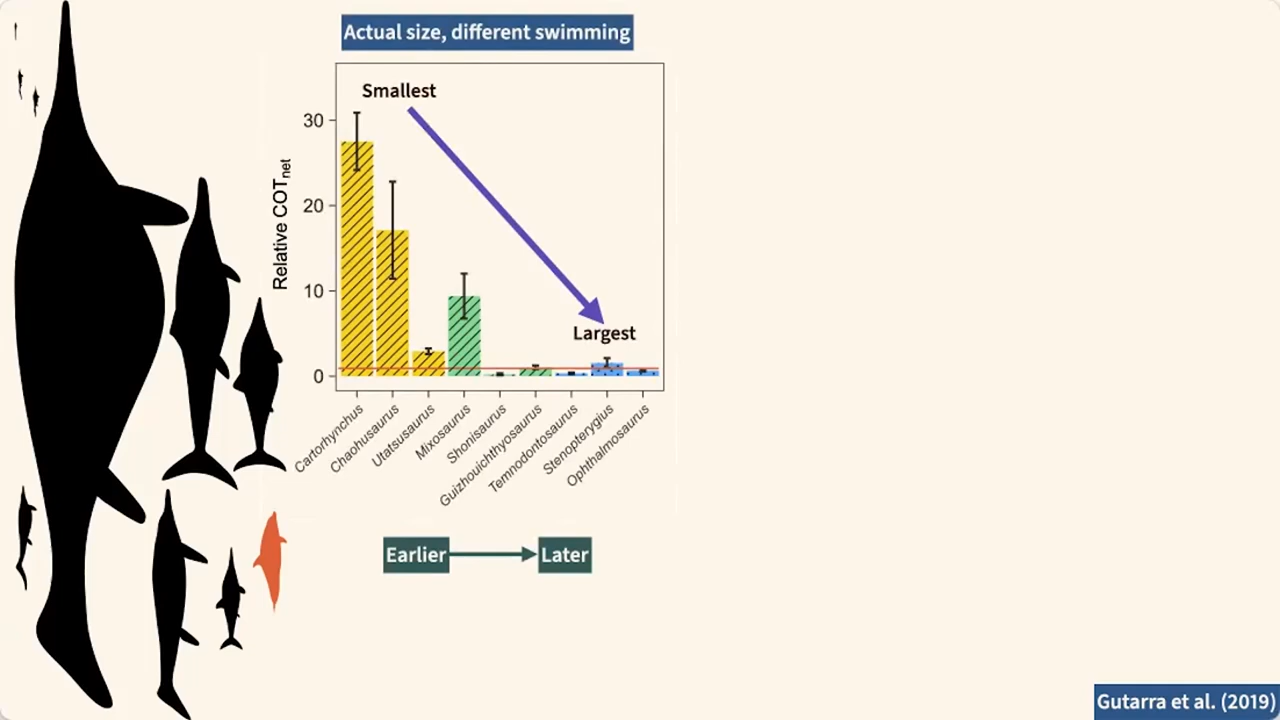 Actual size, different swimming
Smallest
Largest
Relative COTnet
30
20
10
0
Cartorhynchus
Chaohusaurus
Utatsusaurus
Mixosaurus
Shonisaurus
Guizhouichthyosaurus
Temnodontosaurus
Stenopterygius
Ophthalmosaurus
Earlier
Later
Gutarra et al. (2019)